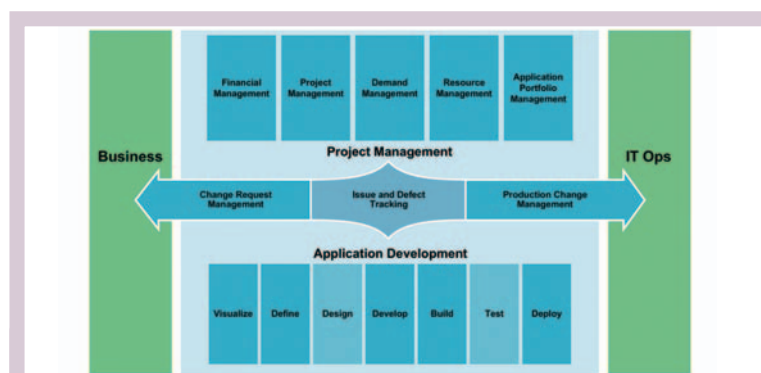 Financial
Management
Project
Management
Demand
Management
Resource
Management
Application
Portfolio
Management
Business
Project Management
IT Ops
Change Request
Management
Issue and Defect
Tracking
Production Change
Management
Application Development
Visualize
Define
Design
Develop
Build
Test
Deploy